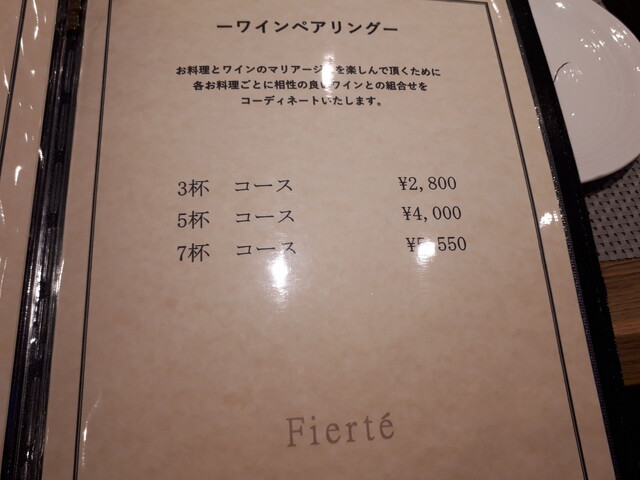 ーワインペアリングー
お料理とワインのマリアージュを楽しんで頂くために
各お料理ごとに相性の良いワインとの組合せを
コーディネートいたします。
3杯 コース ¥2,800
5杯 コース ¥4,000
7杯 コース
Fierté